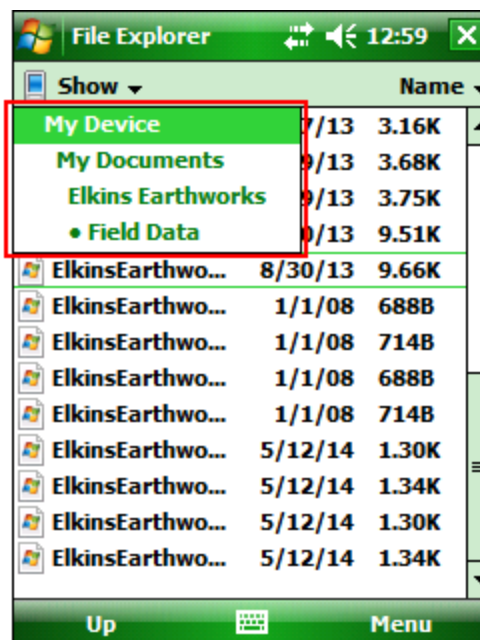 File Explorer 12:59
Show Name
My Device 7/13 3.16K
My Documents 9/13 3.68K
Elkins Earthworks 9/13 3.75K
• Field Data 0/13 9.51K
ElkinsEarthwo... 8/30/13 9.66K
ElkinsEarthwo... 1/1/08 688B
ElkinsEarthwo... 1/1/08 714B
ElkinsEarthwo... 1/1/08 688B
ElkinsEarthwo... 1/1/08 714B
ElkinsEarthwo... 5/12/14 1.30K
ElkinsEarthwo... 5/12/14 1.34K
ElkinsEarthwo... 5/12/14 1.30K
ElkinsEarthwo... 5/12/14 1.34K
Up Menu